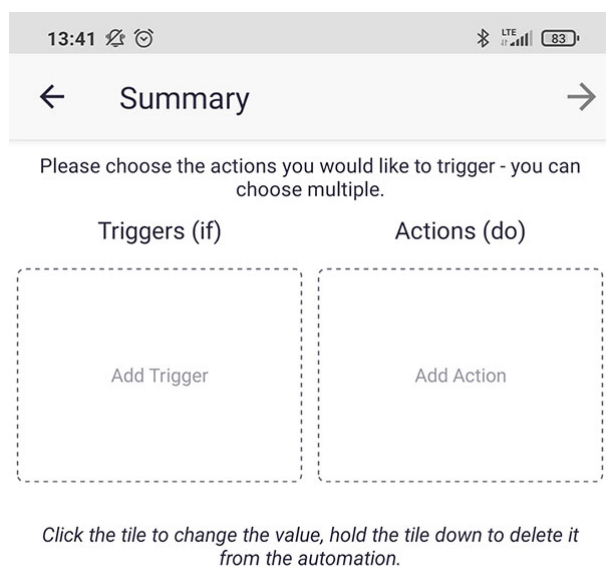 13:41
LTE
83
Summary
Please choose the actions you would like to trigger - you can
choose multiple.
Triggers (if)
Actions (do)
Add Trigger
Add Action
Click the tile to change the value, hold the tile down to delete it
from the automation.